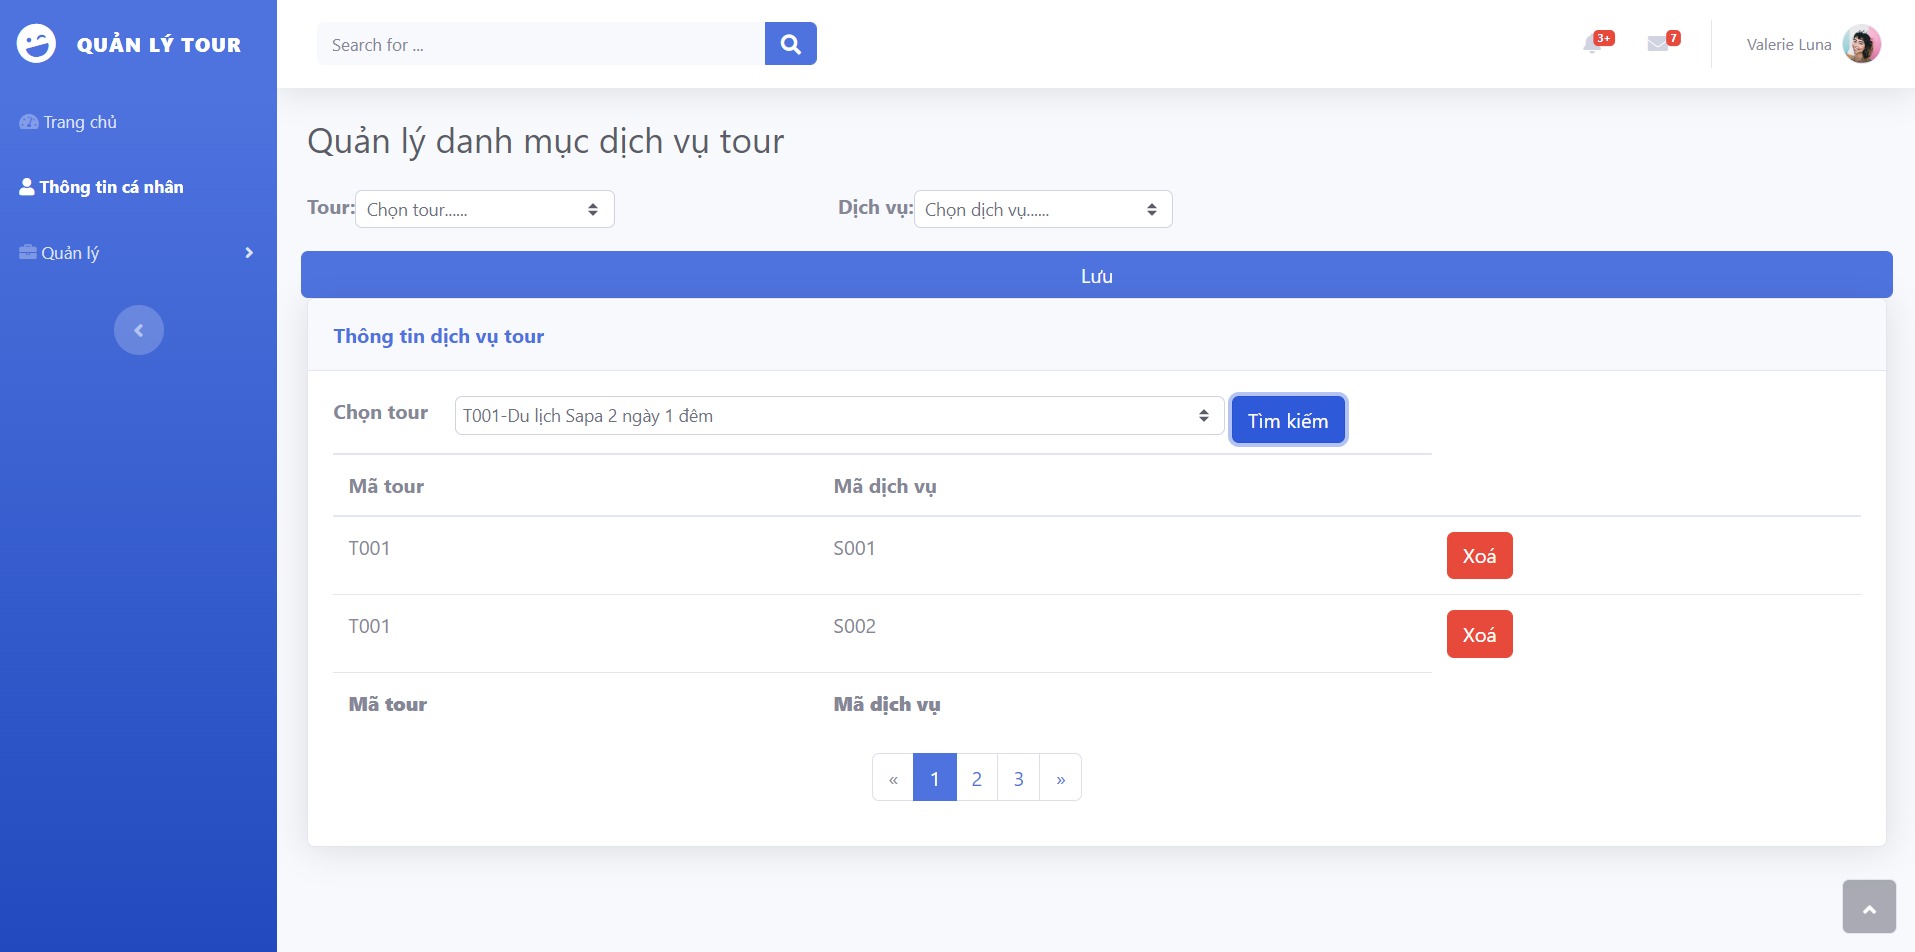 QUẢN LÝ TOUR
Search for ...
3+
7
Valerie Luna
Trang chủ
Thông tin cá nhân
Quản lý
Quản lý danh mục dịch vụ tour
Tour: Chọn tour......
Dịch vụ: Chọn dịch vụ......
Lưu
Thông tin dịch vụ tour
Chọn tour T001-Du lịch Sapa 2 ngày 1 đêm Tìm kiếm
Mã tour Mã dịch vụ
T001 S001 Xoá
T001 S002 Xoá
Mã tour Mã dịch vụ
« 1 2 3 »